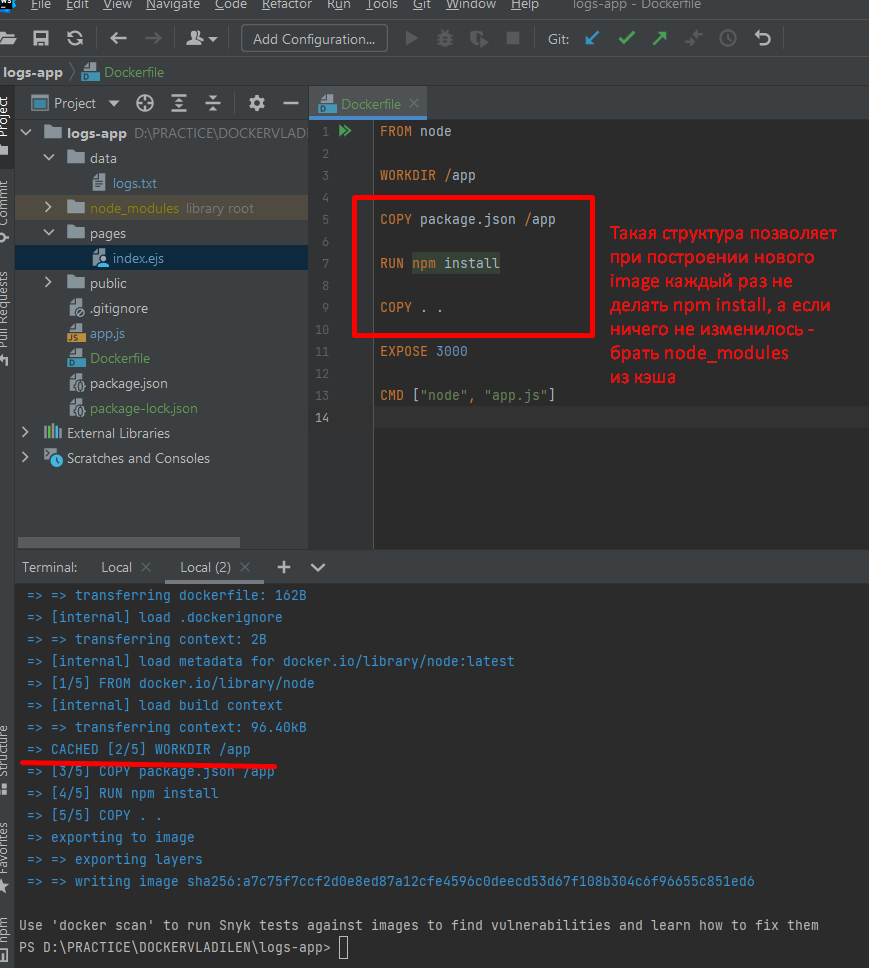 File Edit View Navigate Code Refactor Run Tools Git Window Help logs-app - Dockerfile
Add Configuration... Git:
logs-app Dockerfile
Project
Commit
Pull Requests
Structure
Favorites
npm
Project
logs-app D:\PRACTICE\DOCKERVLADILEN
data
logs.txt
node_modules library root
pages
index.ejs
public
.gitignore
app.js
Dockerfile
package.json
package-lock.json
External Libraries
Scratches and Consoles
Dockerfile
1 FROM node
2
3 WORKDIR /app
4
5 COPY package.json /app
6
7 RUN npm install
8
9 COPY . .
10
11 EXPOSE 3000
12
13 CMD ["node", "app.js"]
14
Такая структура позволяет
при построении нового
image каждый раз не
делать npm install, а если
ничего не изменилось -
брать node_modules
из кэша
Terminal: Local Local (2)
=> => transferring dockerfile: 162B
=> [internal] load .dockerignore
=> => transferring context: 2B
=> [internal] load metadata for docker.io/library/node:latest
=> [1/5] FROM docker.io/library/node
=> [internal] load build context
=> => transferring context: 96.40kB
=> CACHED [2/5] WORKDIR /app
=> [3/5] COPY package.json /app
=> [4/5] RUN npm install
=> [5/5] COPY . .
=> exporting to image
=> => exporting layers
=> => writing image sha256:a7c75f7ccf2d0e8ed87a12cfe4596c0deecd53d67f108b304c6f96655c851ed6
Use 'docker scan' to run Snyk tests against images to find vulnerabilities and learn how to fix them
PS D:\PRACTICE\DOCKERVLADILEN\logs-app>